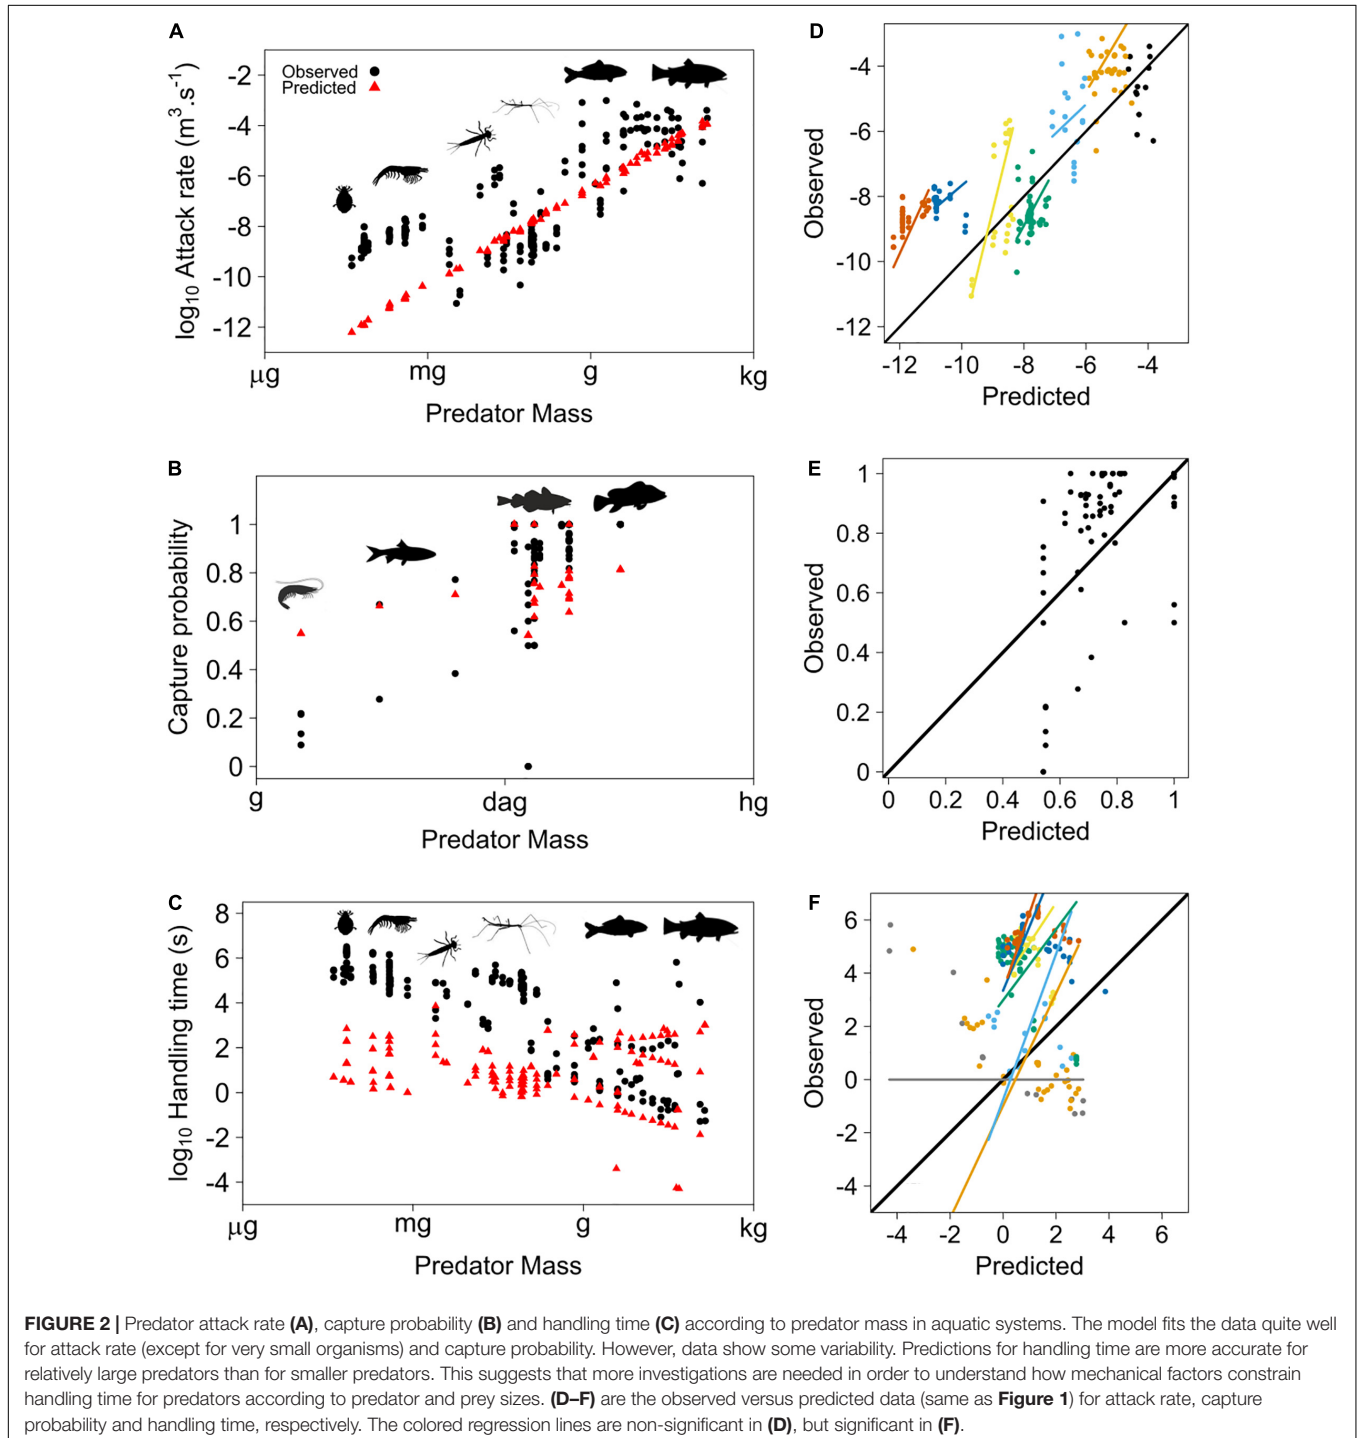 A
Observed
Predicted
log10 Attack rate (m3.s-1)
-2
-4
-6
-8
-10
-12
μg
mg
g
kg
Predator Mass
D
Observed
-4
-6
-8
-10
-12
-12
-10
-8
-6
-4
Predicted
B
Capture probability
1
0.8
0.6
0.4
0.2
0
g
dag
hg
Predator Mass
E
Observed
1
0.8
0.6
0.4
0.2
0
0
0.2
0.4
0.6
0.8
1
Predicted
C
log10 Handling time (s)
8
6
4
2
0
-2
-4
μg
mg
g
kg
Predator Mass
F
Observed
6
4
2
0
-2
-4
-4
-2
0
2
4
6
Predicted
FIGURE 2 | Predator attack rate (A), capture probability (B) and handling time (C) according to predator mass in aquatic systems. The model fits the data quite well
for attack rate (except for very small organisms) and capture probability. However, data show some variability. Predictions for handling time are more accurate for
relatively large predators than for smaller predators. This suggests that more investigations are needed in order to understand how mechanical factors constrain
handling time for predators according to predator and prey sizes. (D–F) are the observed versus predicted data (same as Figure 1) for attack rate, capture
probability and handling time, respectively. The colored regression lines are non-significant in (D), but significant in (F).